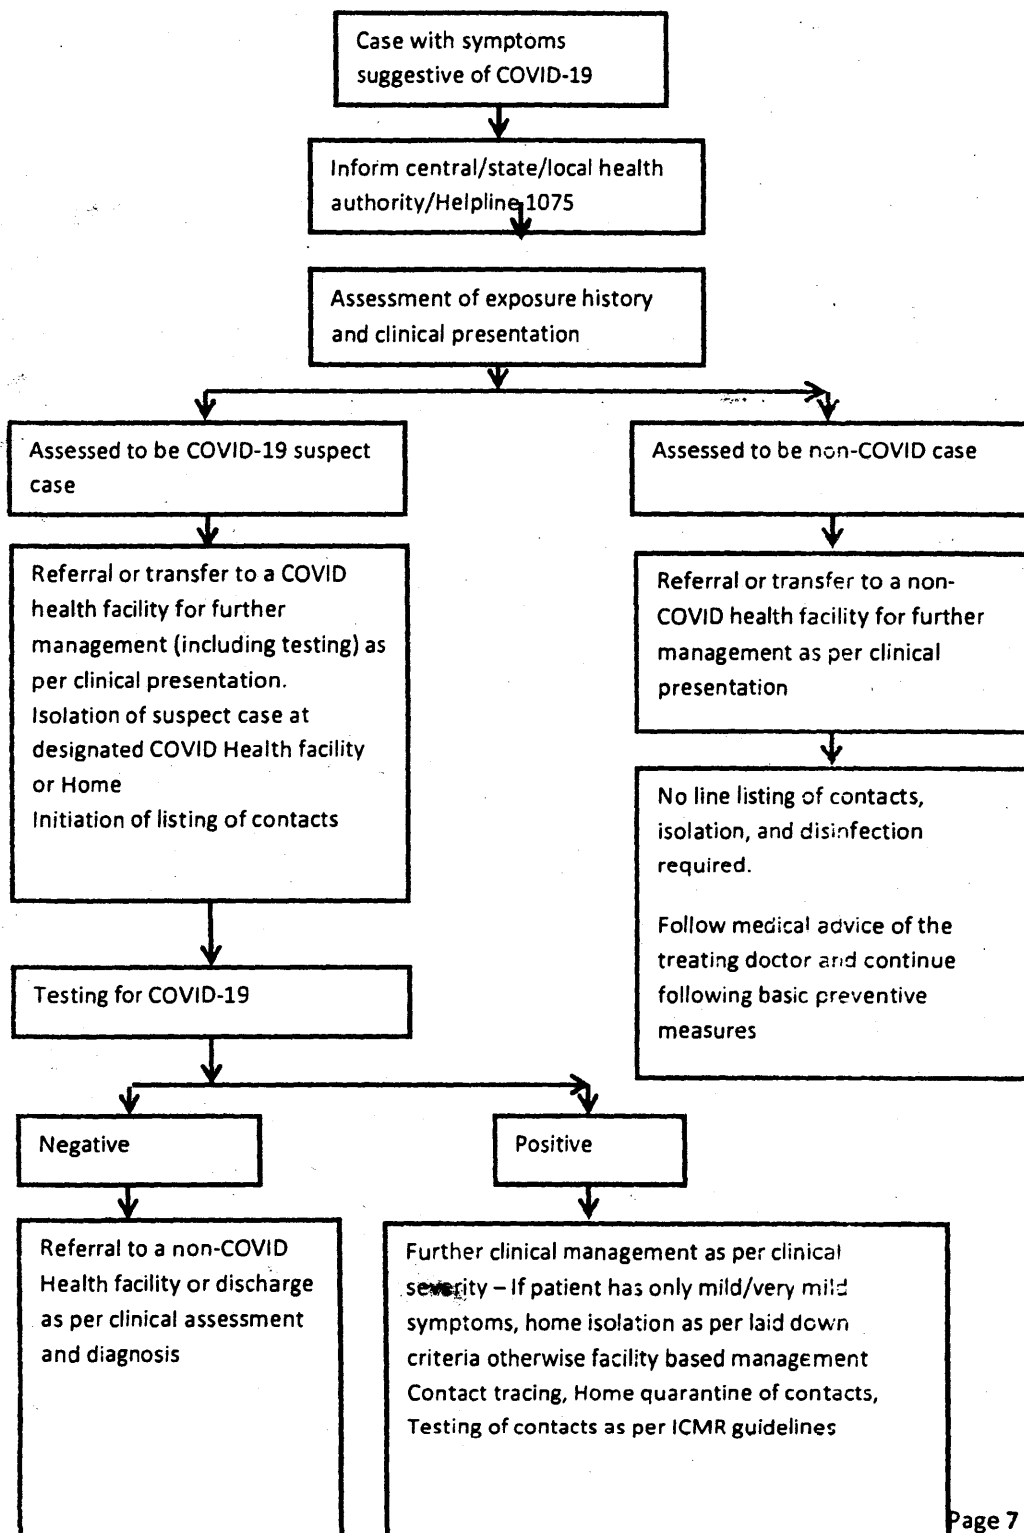 Case with symptoms
suggestive of COVID-19
Inform central/state/local health
authority/Helpline 1075
Assessment of exposure history
and clinical presentation
Assessed to be COVID-19 suspect
case
Referral or transfer to a COVID
health facility for further
management (including testing) as
per clinical presentation.
Isolation of suspect case at
designated COVID Health facility
or Home
Initiation of listing of contacts
Testing for COVID-19
Assessed to be non-COVID case
Referral or transfer to a non-
COVID health facility for further
management as per clinical
presentation
No line listing of contacts,
isolation, and disinfection
required.
Follow medical advice of the
treating doctor and continue
following basic preventive
measures
Negative
Referral to a non-COVID
Health facility or discharge
as per clinical assessment
and diagnosis
Positive
Further clinical management as per clinical
severity – If patient has only mild/very mild
symptoms, home isolation as per laid down
criteria otherwise facility based management
Contact tracing, Home quarantine of contacts,
Testing of contacts as per ICMR guidelines
Page 7